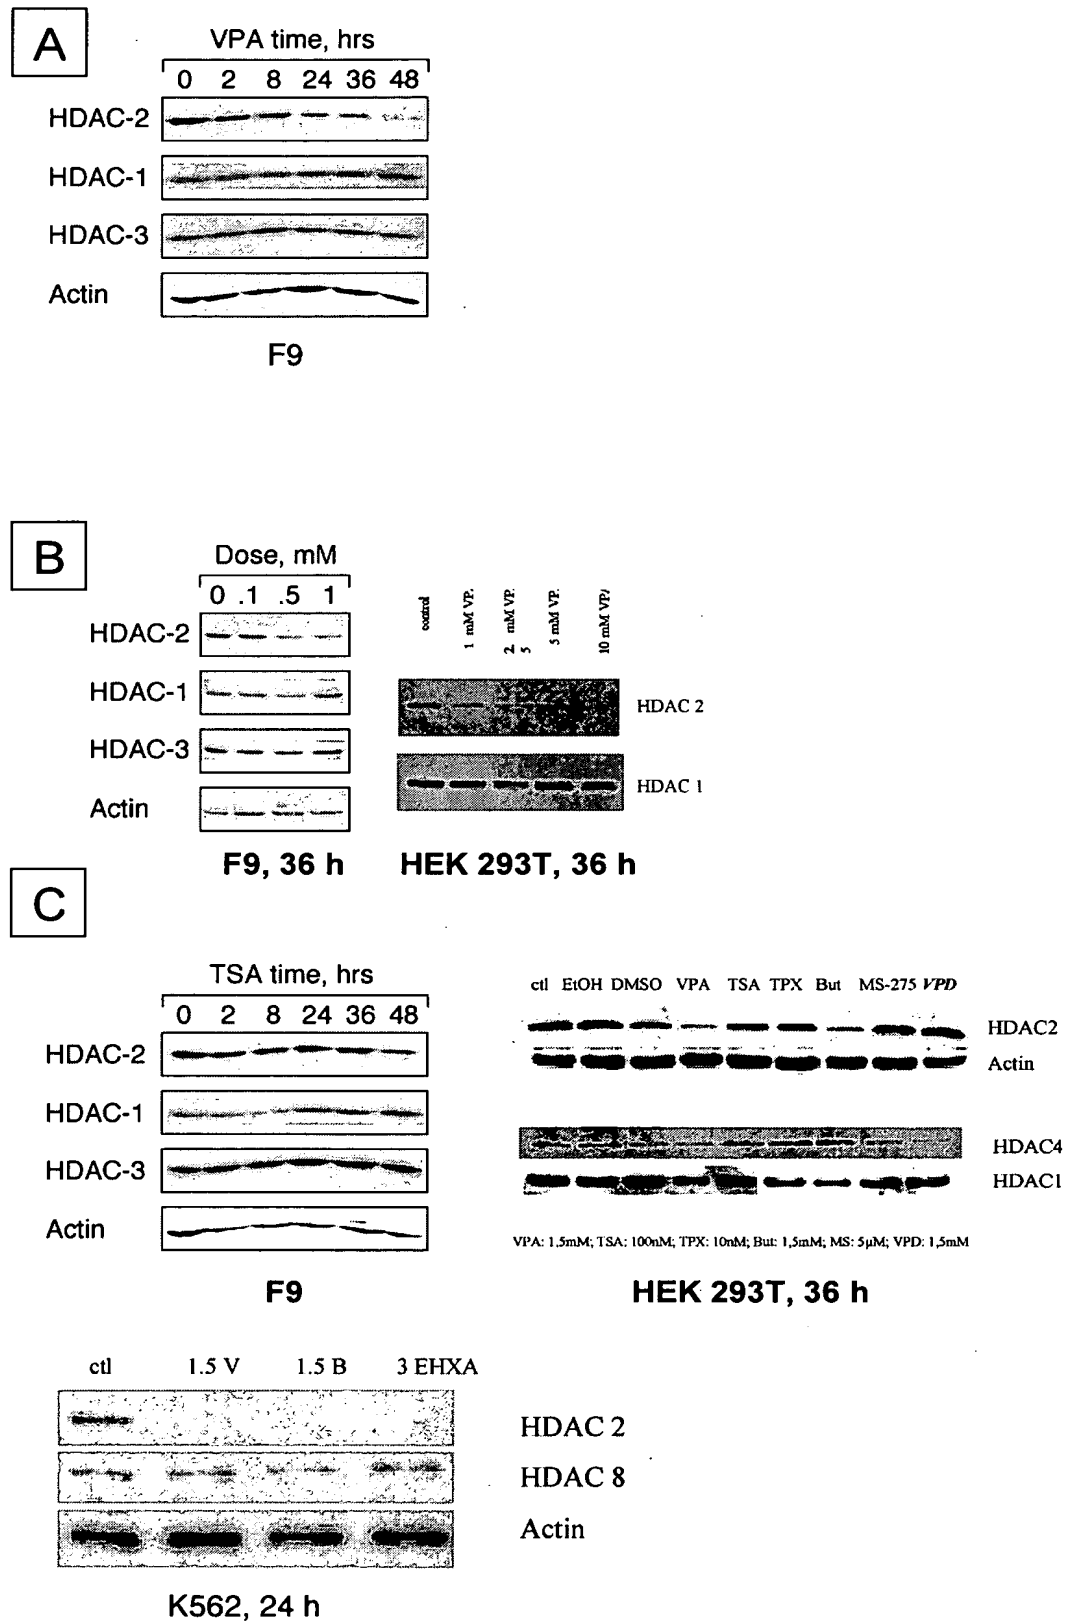 A
VPA time, hrs
0 2 8 24 36 48
HDAC-2
HDAC-1
HDAC-3
Actin
F9
B
Dose, mM
0 .1 .5 1
HDAC-2
HDAC-1
HDAC-3
Actin
F9, 36 h
control
1 mM VP.
2 mM VP.
5
5 mM VP.
10 mM VP
HDAC 2
HDAC 1
HEK 293T, 36 h
C
TSA time, hrs
0 2 8 24 36 48
HDAC-2
HDAC-1
HDAC-3
Actin
F9
ctl EtOH DMSO VPA TSA TPX But MS-275 VPD
HDAC2
Actin
HDAC4
HDAC1
VPA: 1,5mM; TSA: 100nM; TPX: 10nM; But: 1,5mM; MS: 5µM; VPD: 1,5mM
HEK 293T, 36 h
ctl 1.5 V 1.5 B 3 EHXA
HDAC 2
HDAC 8
Actin
K562, 24 h